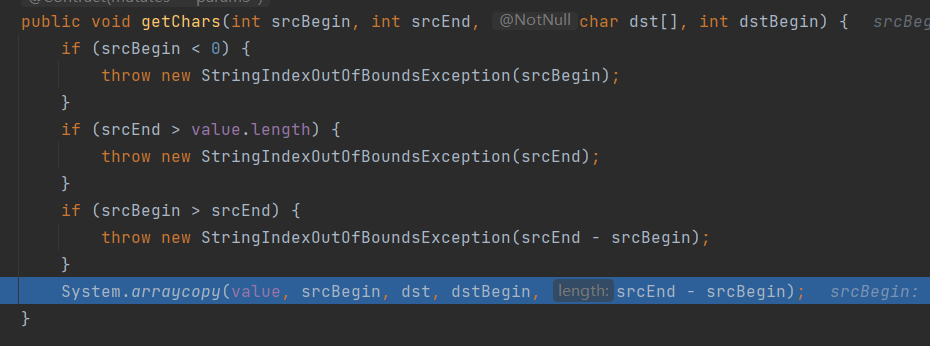 public void getChars(int srcBegin, int srcEnd, @NotNull char dst[], int dstBegin) { srcBeg
if (srcBegin < 0) {
throw new StringIndexOutOfBoundsException(srcBegin);
}
if (srcEnd > value.length) {
throw new StringIndexOutOfBoundsException(srcEnd);
}
if (srcBegin > srcEnd) {
throw new StringIndexOutOfBoundsException(srcEnd - srcBegin);
}
System.arraycopy(value, srcBegin, dst, dstBegin, length: srcEnd - srcBegin); srcBegin:
}